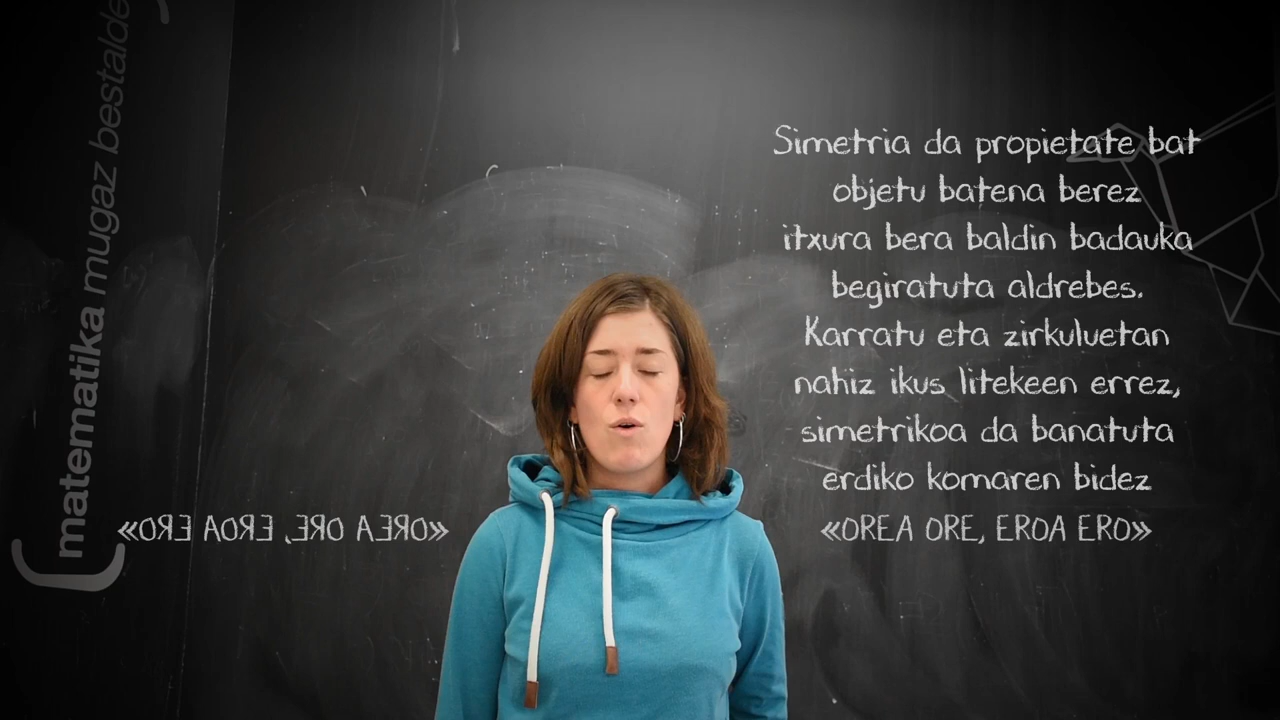 (matematika mugaz bestalde)
Simetria da propietate bat
objetu batena berez
itxura bera baldin badauka
begiratuta aldrebes.
Karratu eta zirkuluetan
nahiz ikus litekeen errez,
simetrikoa da banatuta
erdiko komaren bidez
«OREA ORE, EROA ERO»
«OREA ORE, EROA ERO»